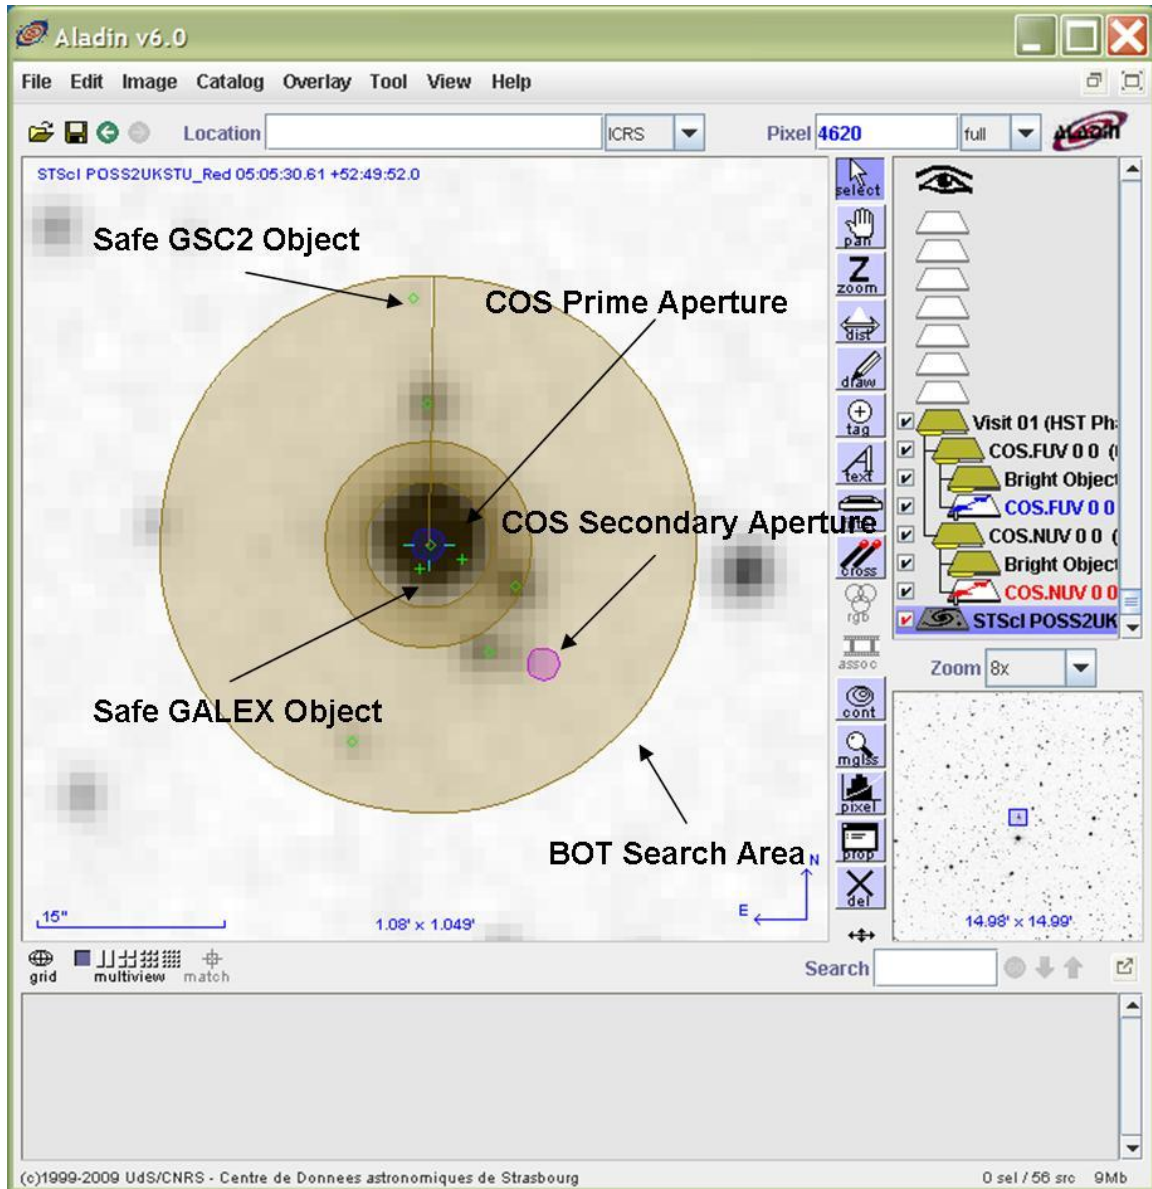 Aladin v6.0
File Edit Image Catalog Overlay Tool View Help
Location ICRS Pixel 4620 full Aladin
STScI POSS2UKSTU_Red 05:05:30.61 +52:49:52.0
Safe GSC2 Object
COS Prime Aperture
COS Secondary Aperture
Safe GALEX Object
BOT Search Area
N
E
15"
1.08' x 1.049'
select
pan
Z
zoom
dist
draw
tag
text
cross
rgb
assoc
cont
mglss
pixel
prop
del
Visit 01 (HST Ph
COS.FUV 0 0 (
Bright Object
COS.FUV 0 0
COS.NUV 0 0 (
Bright Object
COS.NUV 0 0
STScI POSS2UK
Zoom 8x
14.98' x 14.99'
grid multiview match Search
(c)1999-2009 UdS/CNRS - Centre de Donnees astronomiques de Strasbourg 0 sel / 56 src 9Mb